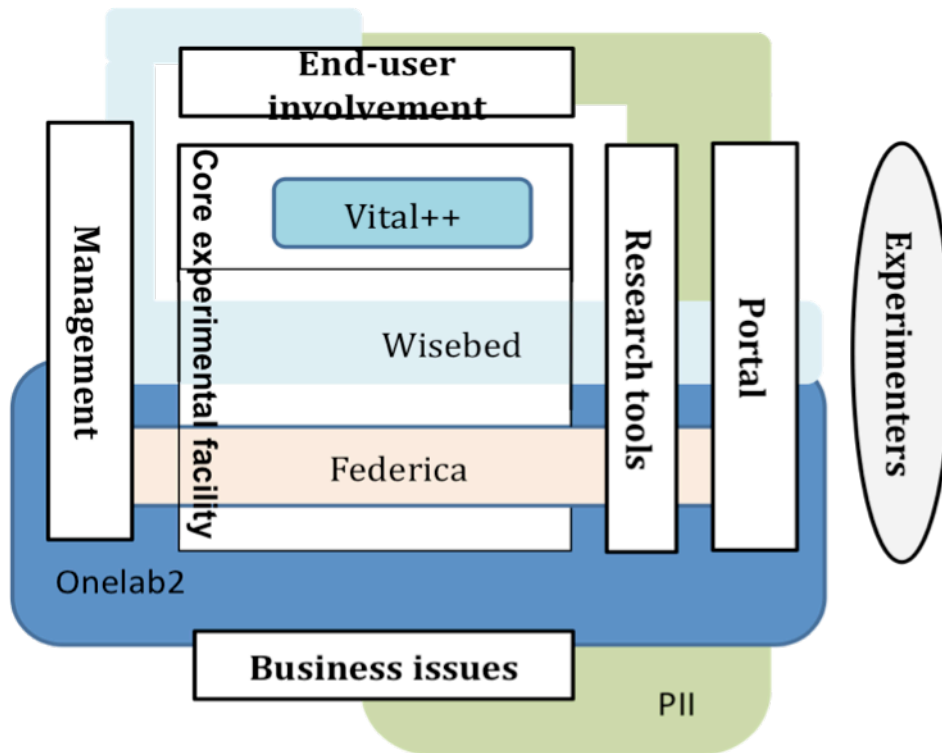 End-user
involvement
Management
Core experimental facility
Vital++
Wisebed
Federica
Research tools
Portal
Experimenters
Onelab2
Business issues
PII